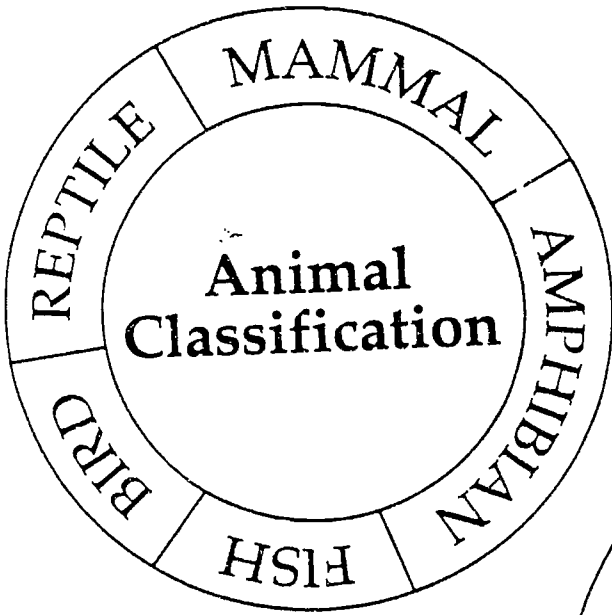 MAMMAL
AMPHIBIAN
FISH
BIRD
REPTILE
Animal
Classification